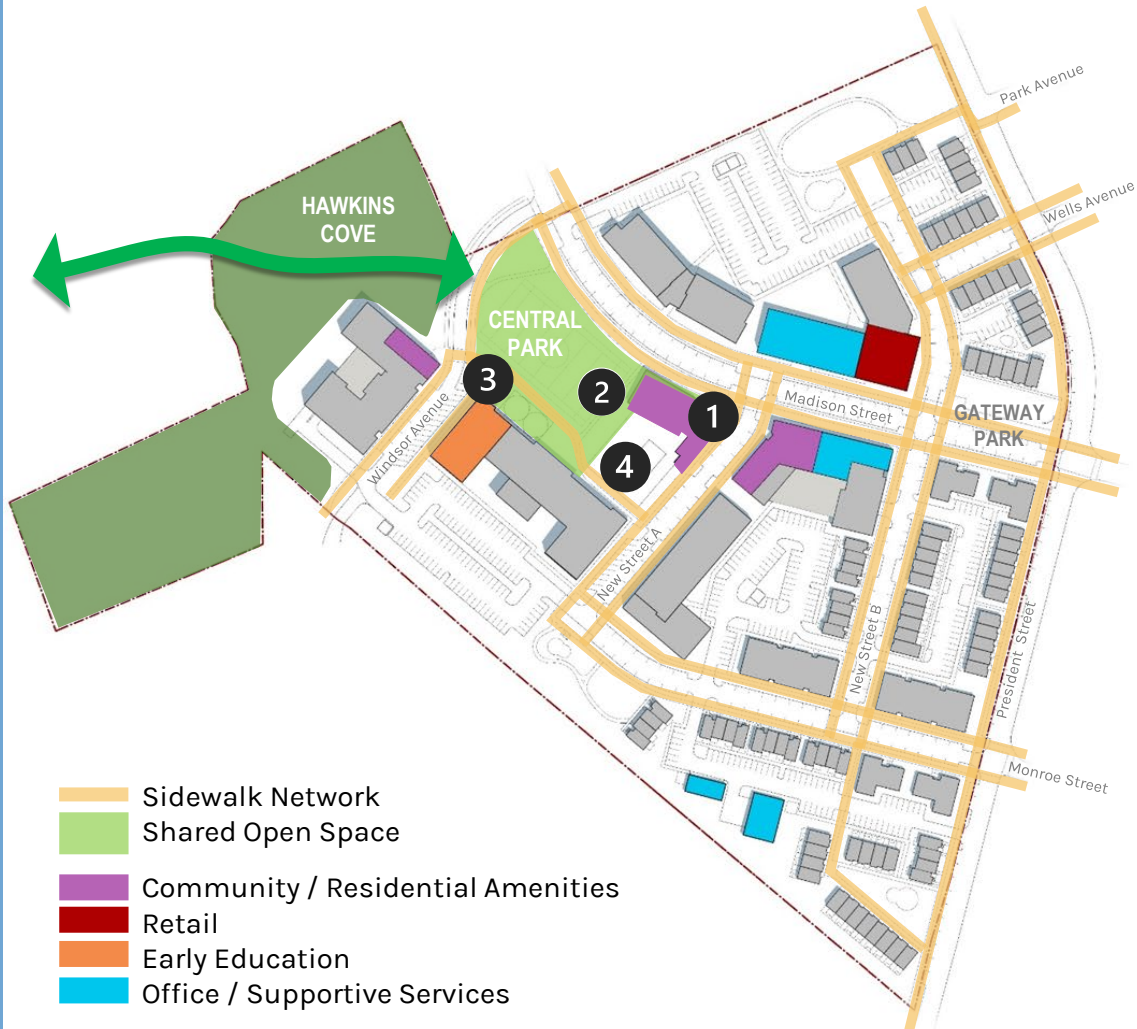 Park Avenue
Wells Avenue
HAWKINS
COVE
CENTRAL
PARK
3
2
1
4
Madison Street
GATEWAY
PARK
Windsor Avenue
New Street A
New Street B
President Street
Monroe Street
Sidewalk Network
Shared Open Space
Community / Residential Amenities
Retail
Early Education
Office / Supportive Services